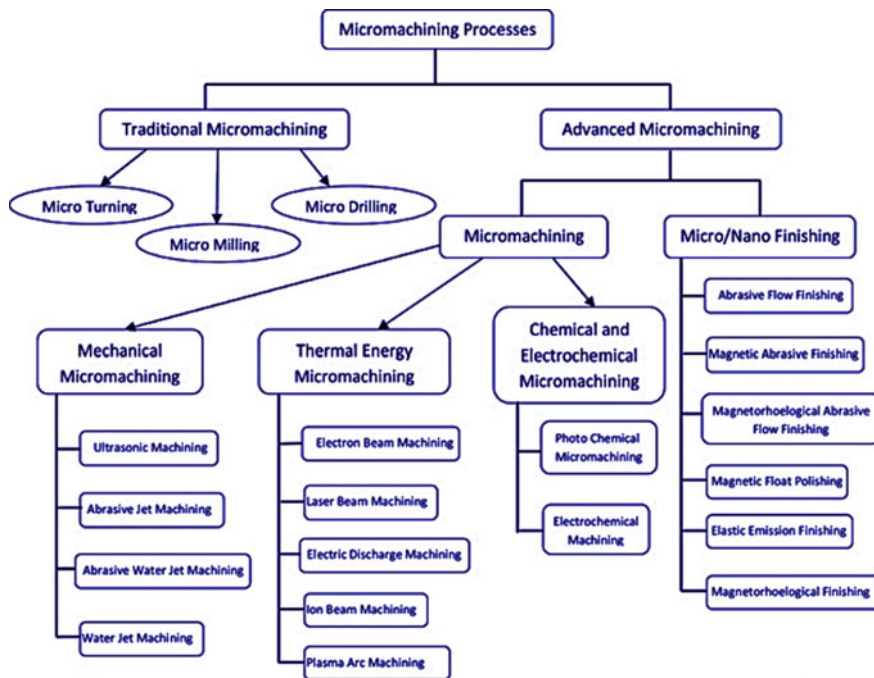 Micromachining Processes
Traditional Micromachining
Advanced Micromachining
Micro Turning
Micro Milling
Micro Drilling
Micromachining
Micro/Nano Finishing
Mechanical
Micromachining
Thermal Energy
Micromachining
Chemical and
Electrochemical
Micromachining
Ultrasonic Machining
Abrasive Jet Machining
Abrasive Water Jet Machining
Water Jet Machining
Electron Beam Machining
Laser Beam Machining
Electric Discharge Machining
Ion Beam Machining
Plasma Arc Machining
Photo Chemical
Micromachining
Electrochemical
Machining
Abrasive Flow Finishing
Magnetic Abrasive Finishing
Magnetorhoelogical Abrasive
Flow Finishing
Magnetic Float Polishing
Elastic Emission Finishing
Magnetorhoelogical Finishing